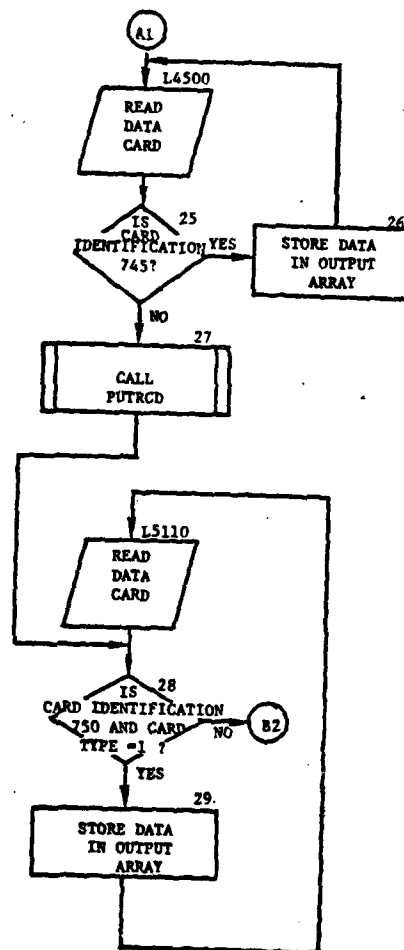 A1
L4500
READ
DATA
CARD
25
IS
CARD
IDENTIFICATION
745?
YES
26
STORE DATA
IN OUTPUT
ARRAY
NO
27
CALL
PUTRCD
L5110
READ
DATA
CARD
28
IS
CARD IDENTIFICATION
750 AND CARD
TYPE =1 ?
NO
B2
YES
29.
STORE DATA
IN OUTPUT
ARRAY